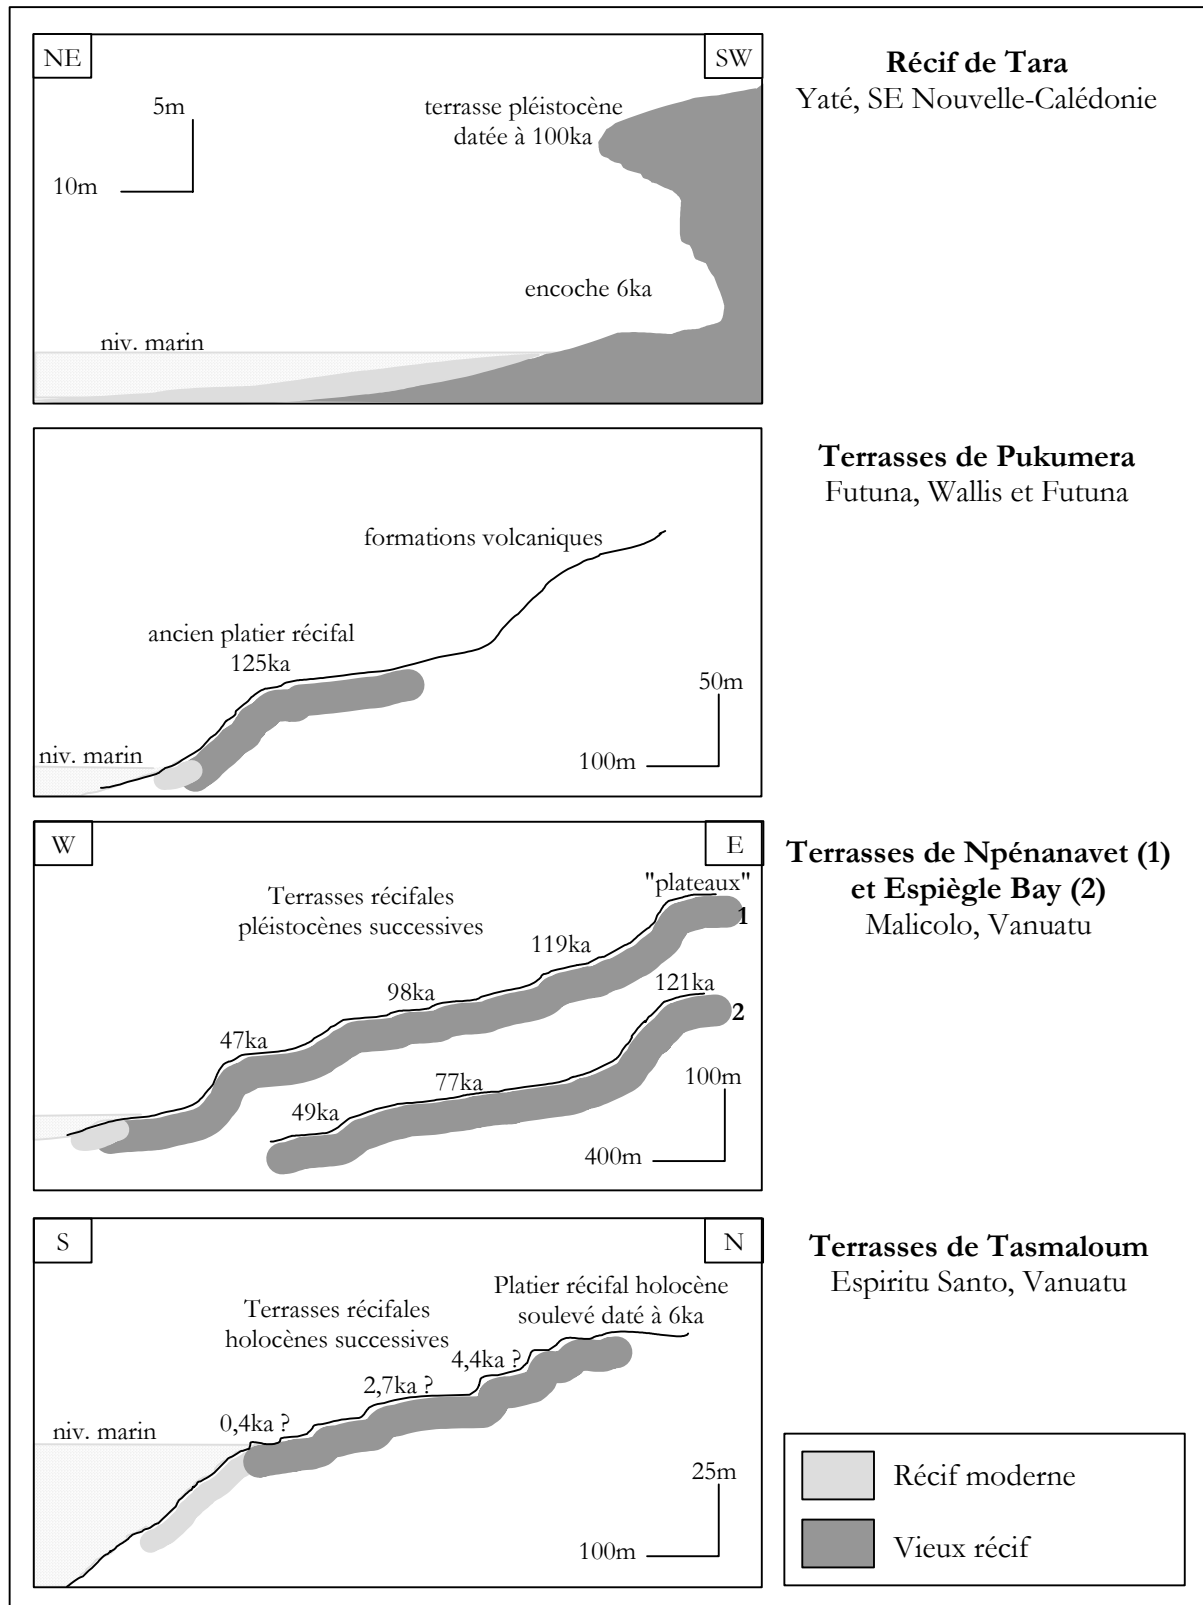 NE
SW
5m
10m
terrasse pléistocène
datée à 100ka
encoche 6ka
niv. marin
Récif de Tara
Yaté, SE Nouvelle-Calédonie
formations volcaniques
ancien platier récifal
125ka
niv. marin
50m
100m
Terrasses de Pukumera
Futuna, Wallis et Futuna
W
E
Terrasses récifales
pléistocènes successives
"plateaux"
1
119ka
98ka
47ka
121ka
2
77ka
49ka
100m
400m
Terrasses de Npénanavet (1)
et Espiègle Bay (2)
Malicolo, Vanuatu
S
N
Platier récifal holocène
soulevé daté à 6ka
Terrasses récifales
holocènes successives
4,4ka ?
2,7ka ?
0,4ka ?
niv. marin
25m
100m
Terrasses de Tasmaloum
Espiritu Santo, Vanuatu
Récif moderne
Vieux récif